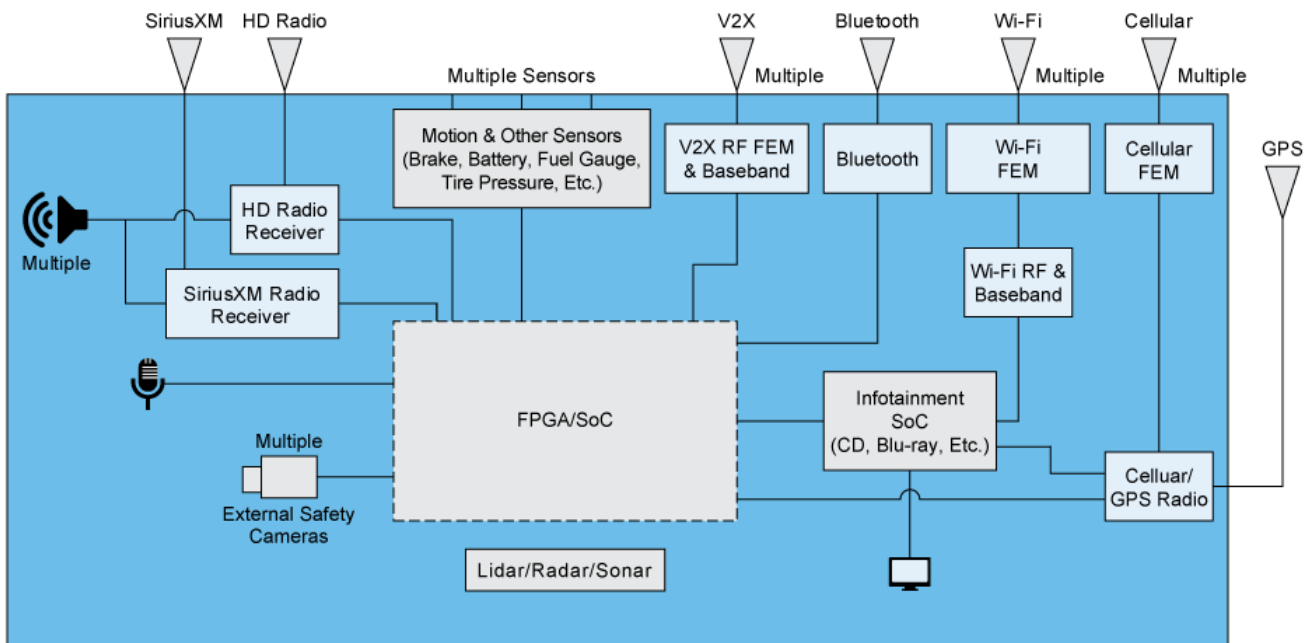 SiriusXM
HD Radio
V2X
Bluetooth
Wi-Fi
Cellular
Multiple Sensors
Multiple
Multiple
Multiple
Motion & Other Sensors
(Brake, Battery, Fuel Gauge,
Tire Pressure, Etc.)
V2X RF FEM
& Baseband
Bluetooth
Wi-Fi
FEM
Cellular
FEM
GPS
HD Radio
Receiver
Multiple
SiriusXM Radio
Receiver
Wi-Fi RF &
Baseband
FPGA/SoC
Infotainment
SoC
(CD, Blu-ray, Etc.)
Multiple
External Safety
Cameras
Celluar/
GPS Radio
Lidar/Radar/Sonar